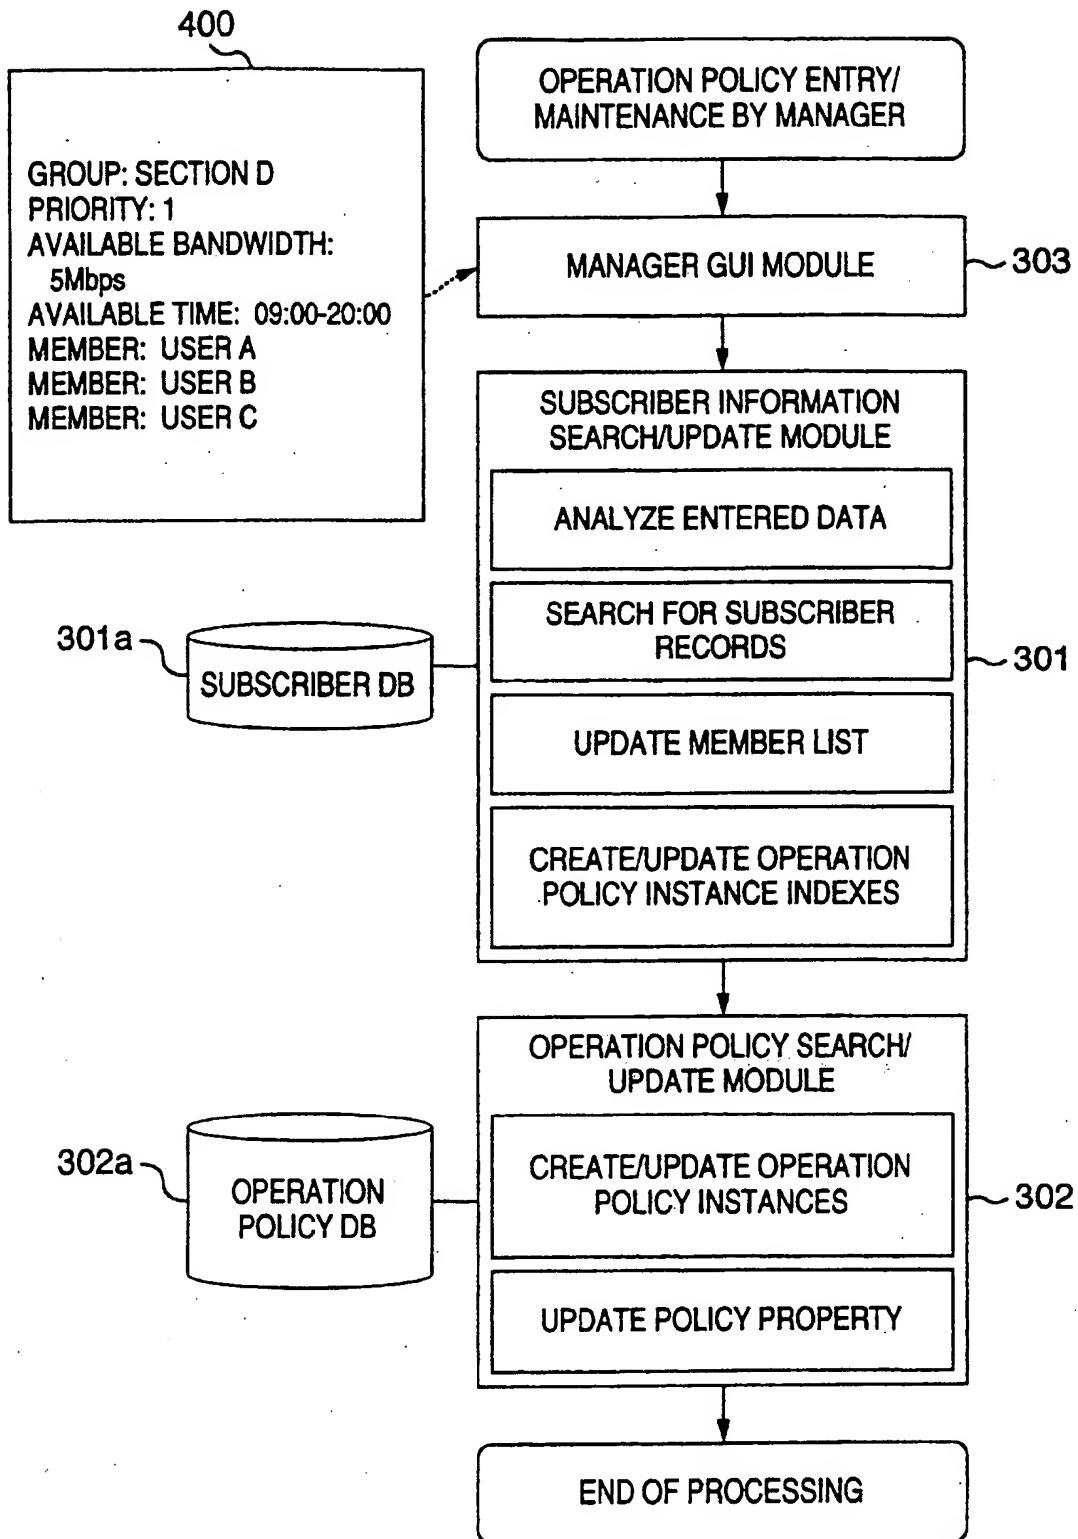 400
GROUP: SECTION D
PRIORITY: 1
AVAILABLE BANDWIDTH:
5Mbps
AVAILABLE TIME: 09:00-20:00
MEMBER: USER A
MEMBER: USER B
MEMBER: USER C
OPERATION POLICY ENTRY/
MAINTENANCE BY MANAGER
MANAGER GUI MODULE
303
SUBSCRIBER INFORMATION
SEARCH/UPDATE MODULE
ANALYZE ENTERED DATA
SEARCH FOR SUBSCRIBER
RECORDS
UPDATE MEMBER LIST
CREATE/UPDATE OPERATION
POLICY INSTANCE INDEXES
301
301a
SUBSCRIBER DB
OPERATION POLICY SEARCH/
UPDATE MODULE
CREATE/UPDATE OPERATION
POLICY INSTANCES
UPDATE POLICY PROPERTY
302
302a
OPERATION
POLICY DB
END OF PROCESSING